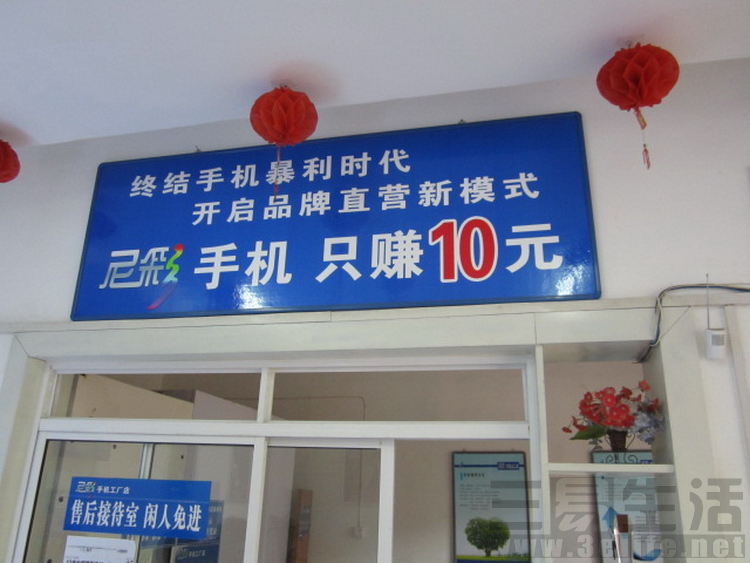 终结手机暴利时代
开启品牌直营新模式
尼彩手机 只赚10元
尼彩手机工厂店
售后接待室 闲人免进
三易生活
www.3elife.net